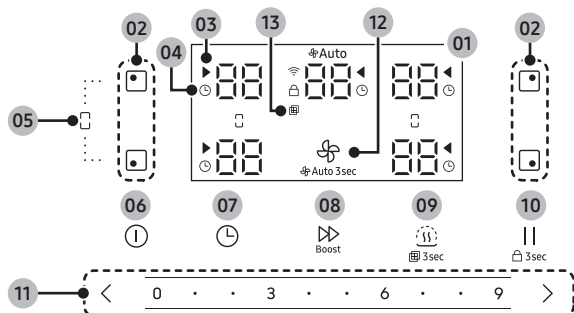 02 03 13 12 01 02
04 Auto
88 88 88
05
88 Auto 3sec 88
06 07 08 09 10
Boost 3sec 3sec
11 < 0 · · 3 · · 6 · · 9 >